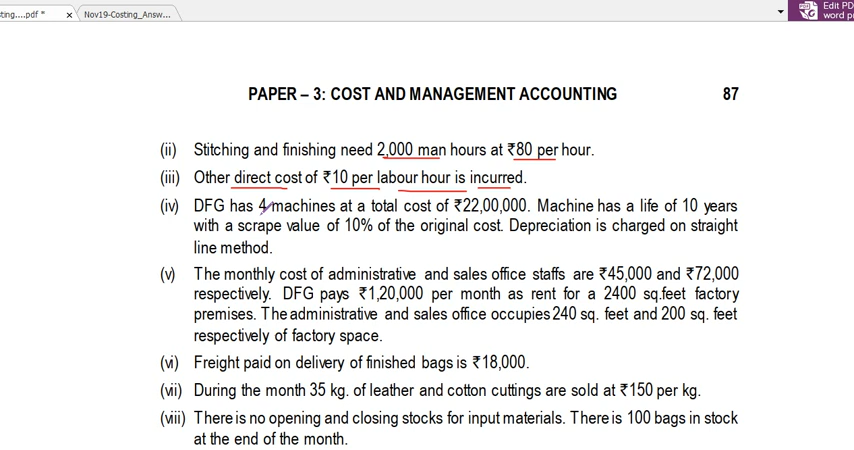 ting....pdf *
x
Nov19-Costing_Answ...
x
Edit PD
word pr
PAPER – 3: COST AND MANAGEMENT ACCOUNTING 87
(ii) Stitching and finishing need 2,000 man hours at ₹80 per hour.
(iii) Other direct cost of ₹10 per labour hour is incurred.
(iv) DFG has 4 machines at a total cost of ₹22,00,000. Machine has a life of 10 years
with a scrape value of 10% of the original cost. Depreciation is charged on straight
line method.
(v) The monthly cost of administrative and sales office staffs are ₹45,000 and ₹72,000
respectively. DFG pays ₹1,20,000 per month as rent for a 2400 sq.feet factory
premises. The administrative and sales office occupies 240 sq. feet and 200 sq. feet
respectively of factory space.
(vi) Freight paid on delivery of finished bags is ₹18,000.
(vii) During the month 35 kg. of leather and cotton cuttings are sold at ₹150 per kg.
(viii) There is no opening and closing stocks for input materials. There is 100 bags in stock
at the end of the month.